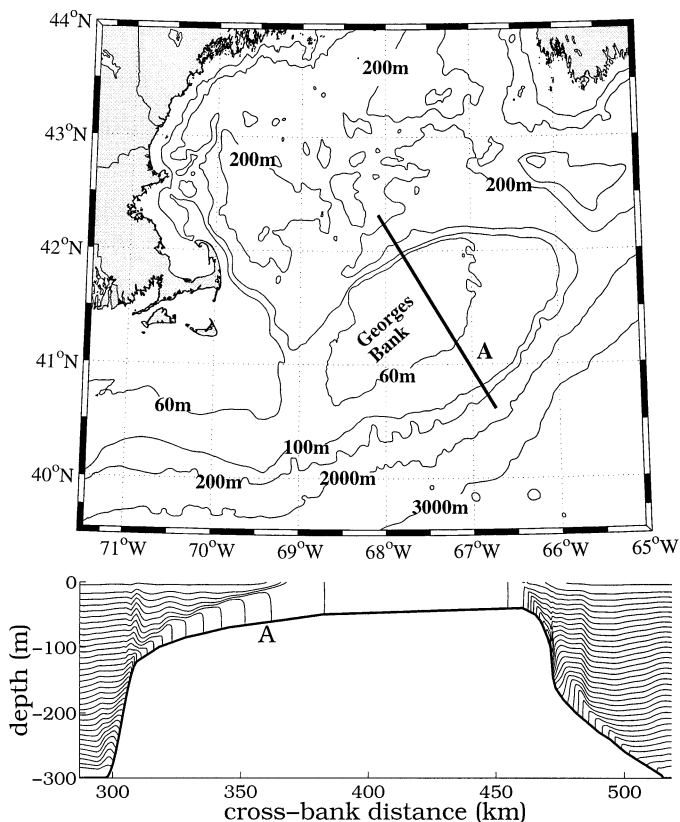 44°N
200m
43°N
200m
200m
42°N
Georges
Bank
A
41°N
60m
60m
100m
40°N
200m
2000m
3000m
71°W 70°W 69°W 68°W 67°W 66°W 65°W
0
−100
−200
−300
depth (m)
A
300 350 400 450 500
cross−bank distance (km)